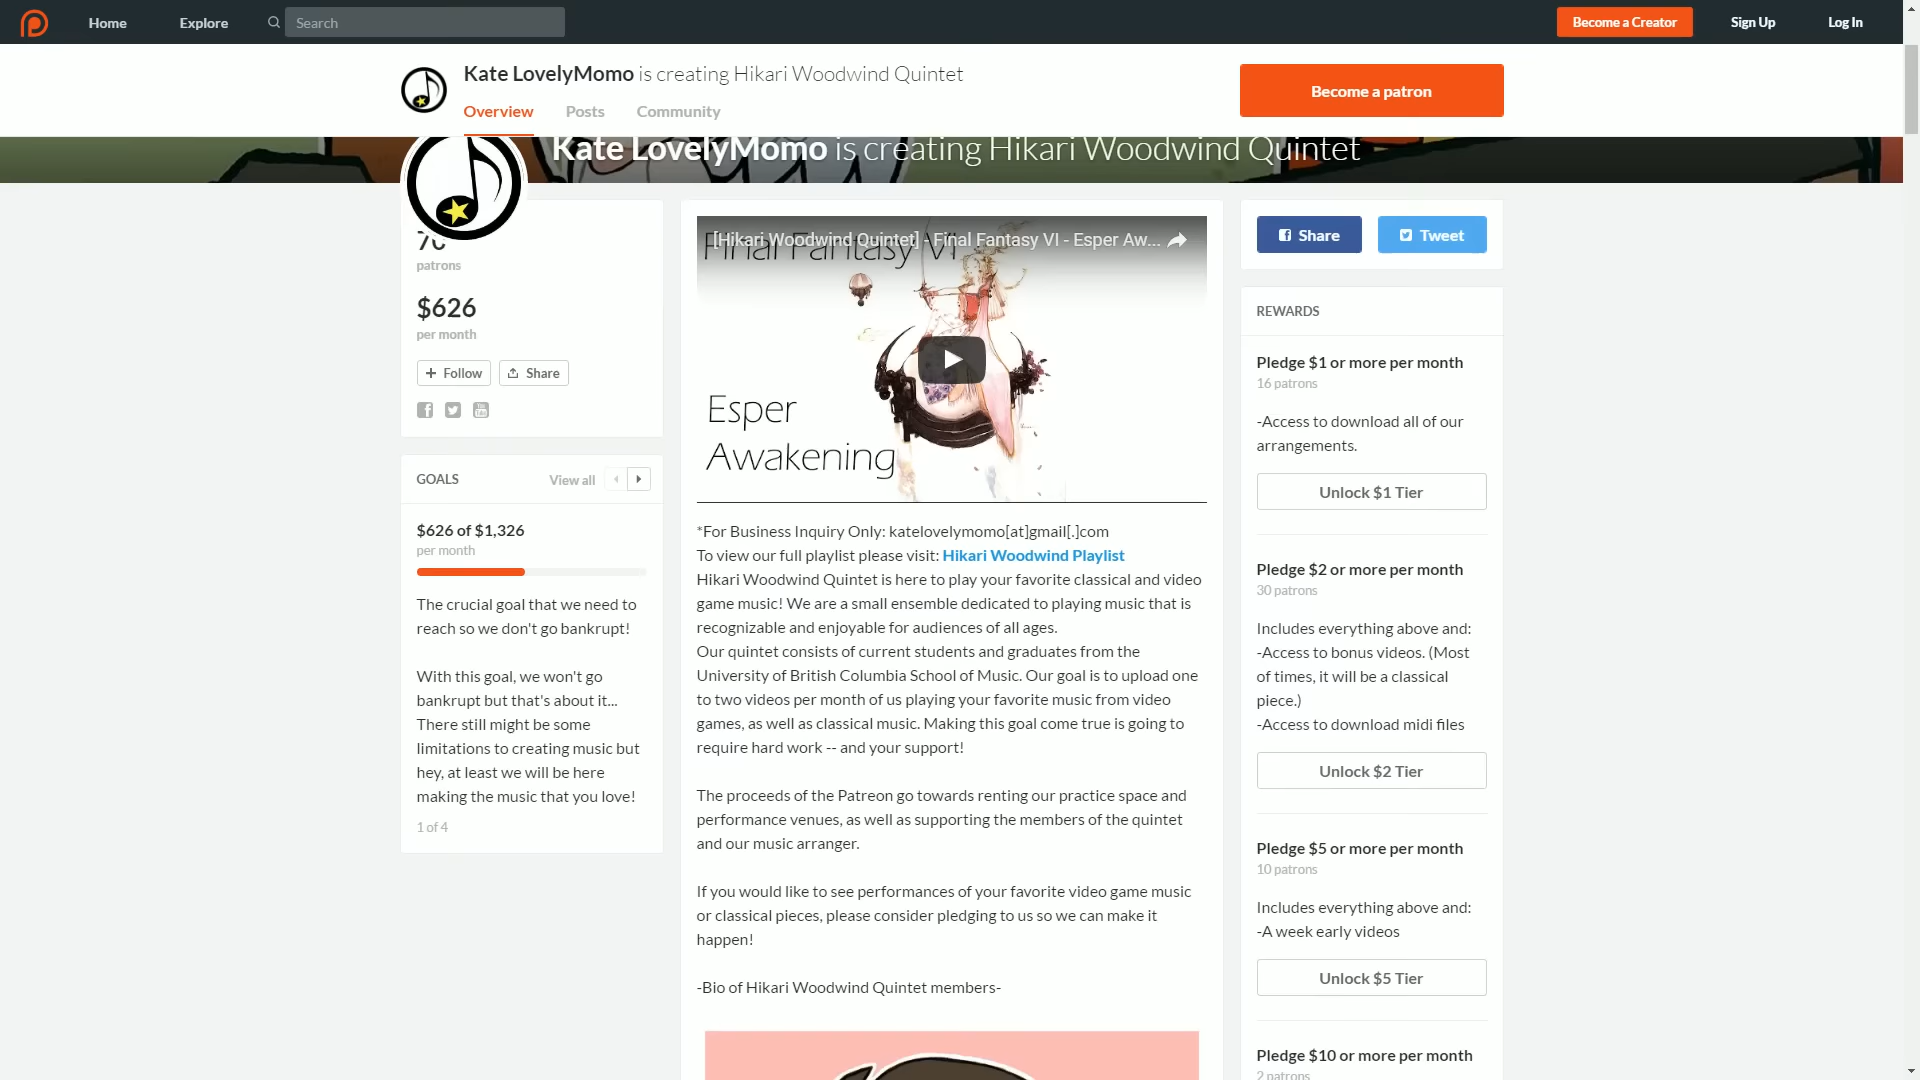 Home
Explore
Search
Become a Creator
Sign Up
Log In
Kate LovelyMomo is creating Hikari Woodwind Quintet
Overview
Posts
Community
Become a patron
Kate LovelyMomo is creating Hikari Woodwind Quintet
patrons
$626
per month
+ Follow
Share
GOALS
View all
$626 of $1,326
per month
The crucial goal that we need to
reach so we don't go bankrupt!
With this goal, we won't go
bankrupt but that's about it...
There still might be some
limitations to creating music but
hey, at least we will be here
making the music that you love!
1 of 4
[Hikari Woodwind Quintet] - Final Fantasy VI - Esper Aw...
Final Fantasy VI
Esper
Awakening
*For Business Inquiry Only: katelovelymomo[at]gmail[.]com
To view our full playlist please visit: Hikari Woodwind Playlist
Hikari Woodwind Quintet is here to play your favorite classical and video
game music! We are a small ensemble dedicated to playing music that is
recognizable and enjoyable for audiences of all ages.
Our quintet consists of current students and graduates from the
University of British Columbia School of Music. Our goal is to upload one
to two videos per month of us playing your favorite music from video
games, as well as classical music. Making this goal come true is going to
require hard work -- and your support!
The proceeds of the Patreon go towards renting our practice space and
performance venues, as well as supporting the members of the quintet
and our music arranger.
If you would like to see performances of your favorite video game music
or classical pieces, please consider pledging to us so we can make it
happen!
-Bio of Hikari Woodwind Quintet members-
Share
Tweet
REWARDS
Pledge $1 or more per month
16 patrons
-Access to download all of our
arrangements.
Unlock $1 Tier
Pledge $2 or more per month
30 patrons
Includes everything above and:
-Access to bonus videos. (Most
of times, it will be a classical
piece.)
-Access to download midi files
Unlock $2 Tier
Pledge $5 or more per month
10 patrons
Includes everything above and:
-A week early videos
Unlock $5 Tier
Pledge $10 or more per month
2 patrons